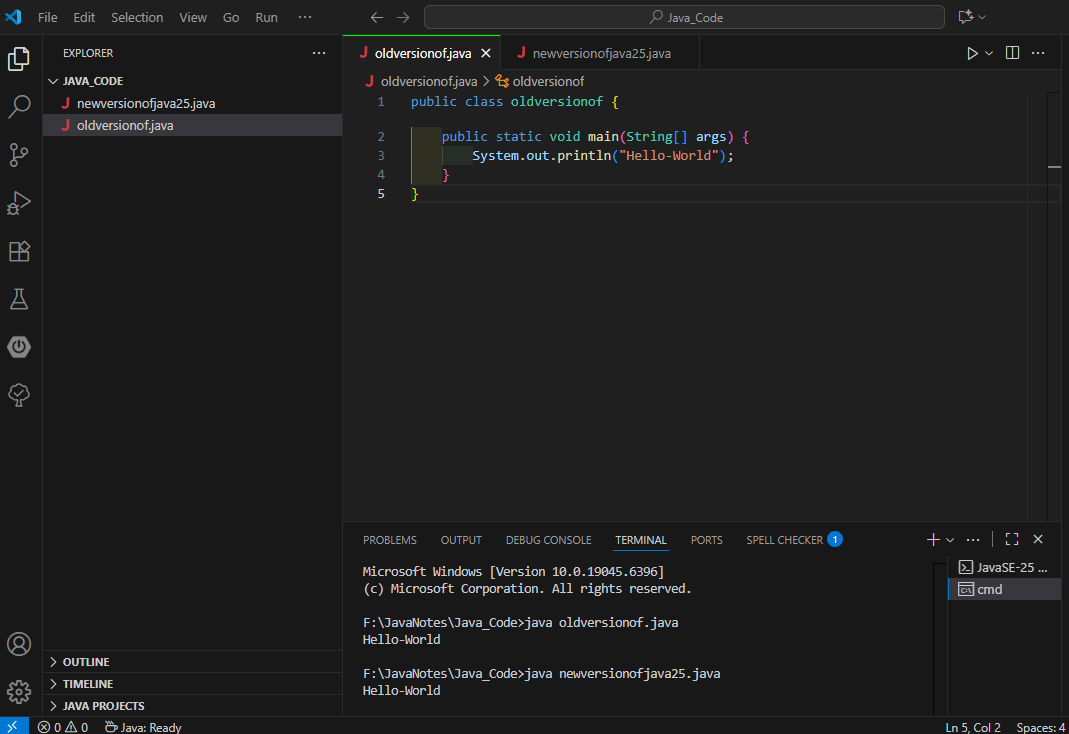 File Edit Selection View Go Run ··· Java_Code
EXPLORER ···
JAVA_CODE
newversionofjava25.java
oldversionof.java
OUTLINE
TIMELINE
JAVA PROJECTS
oldversionof.java newversionofjava25.java
oldversionof.java > oldversionof
1 public class oldversionof {
2 public static void main(String[] args) {
3 System.out.println("Hello-World");
4 }
5 }
PROBLEMS OUTPUT DEBUG CONSOLE TERMINAL PORTS SPELL CHECKER 1
Microsoft Windows [Version 10.0.19045.6396]
(c) Microsoft Corporation. All rights reserved.
F:\JavaNotes\Java_Code>java oldversionof.java
Hello-World
F:\JavaNotes\Java_Code>java newversionofjava25.java
Hello-World
JavaSE-25 ...
cmd
0 0 Java: Ready Ln 5, Col 2 Spaces: 4